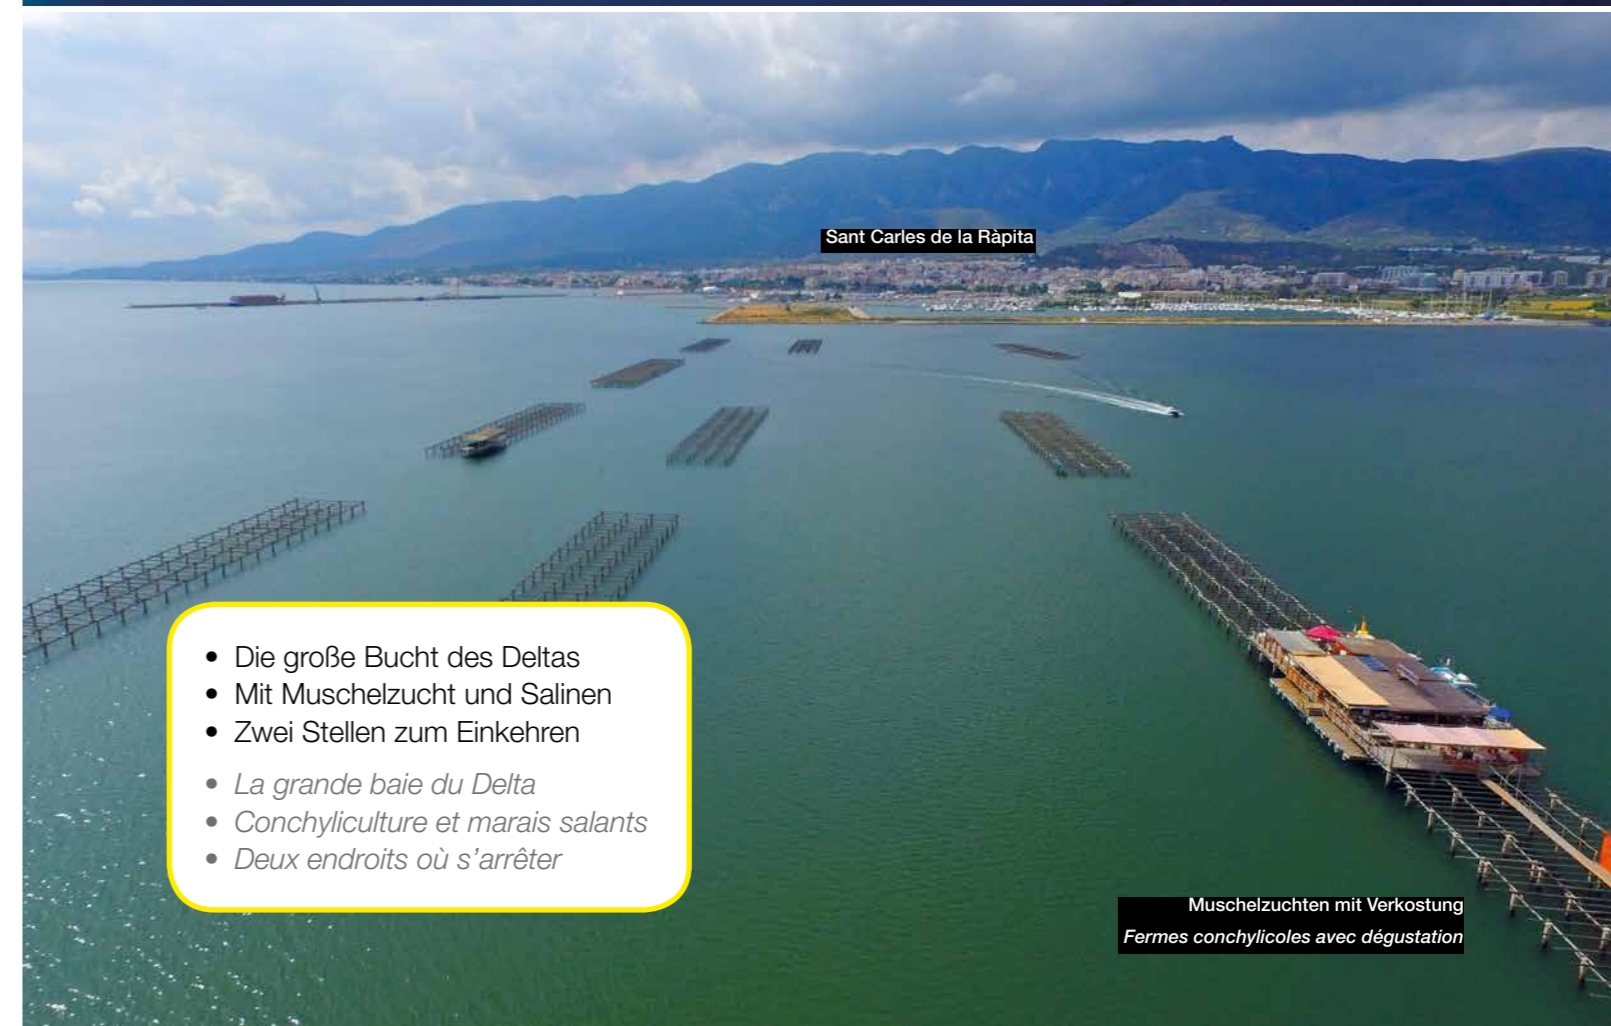 Sant Carles de la Ràpita
• Die große Bucht des Deltas
• Mit Muschelzucht und Salinen
• Zwei Stellen zum Einkehren
• La grande baie du Delta
• Conchyliculture et marais salants
• Deux endroits où s’arrêter
Muschelzuchten mit Verkostung
Fermes conchylicoles avec dégustation